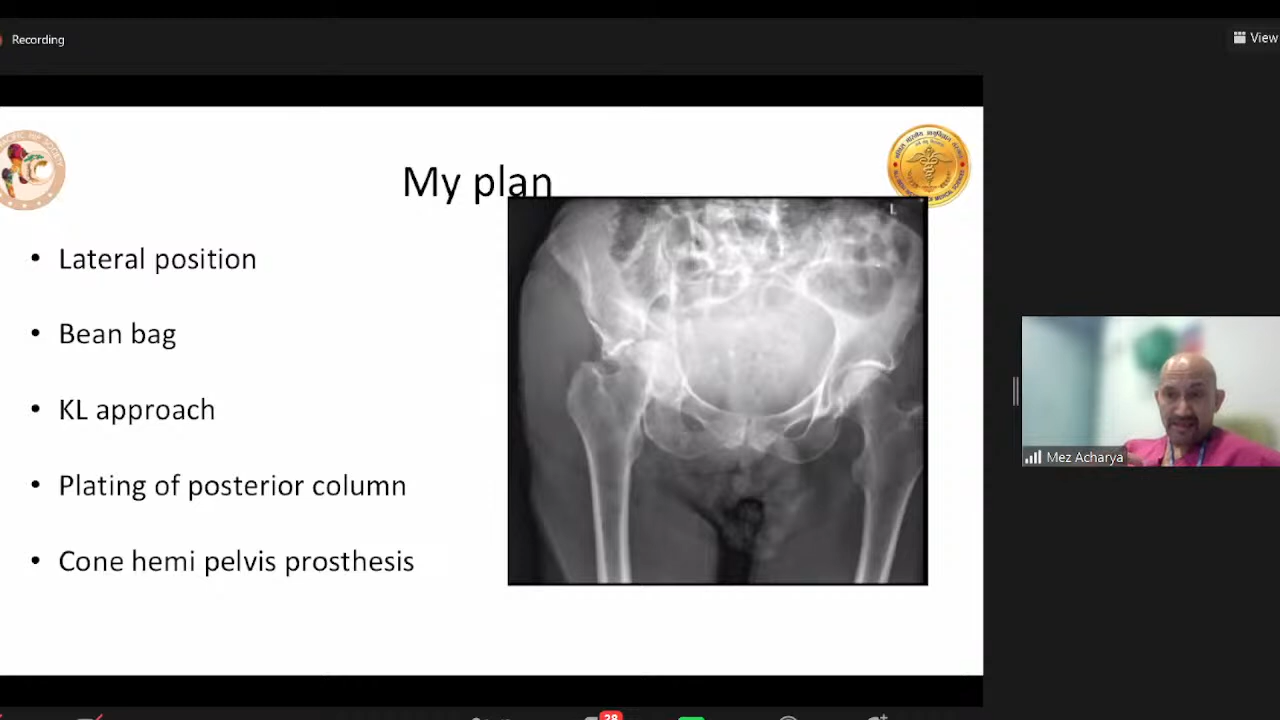 Recording
View
My plan
L
• Lateral position
• Bean bag
• KL approach
• Plating of posterior column
• Cone hemi pelvis prosthesis
Mez Acharya
28